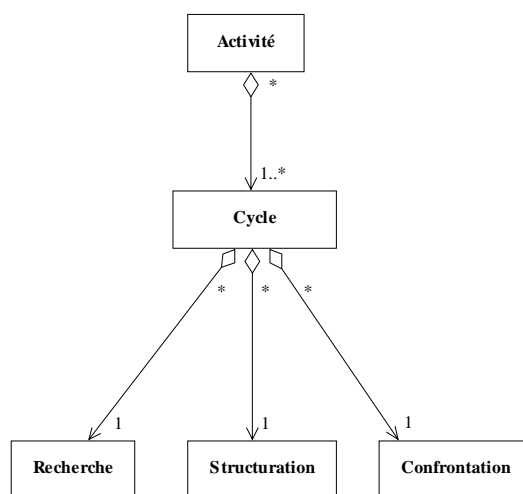 Activité
*
1..*
Cycle
* * *
1 1 1
Recherche Structuration Confrontation